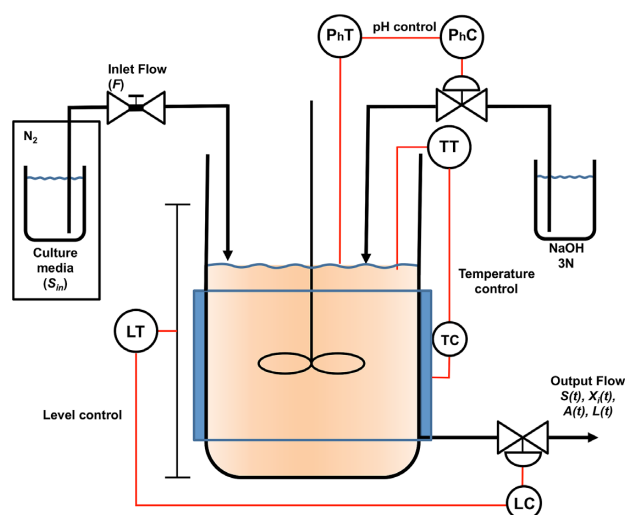 PhT
pH control
PhC
Inlet Flow
(F)
N2
TT
Culture
media
(Sin)
NaOH
3N
Temperature
control
LT
TC
Level control
Output Flow
S(t), Xi(t),
A(t), L(t)
LC